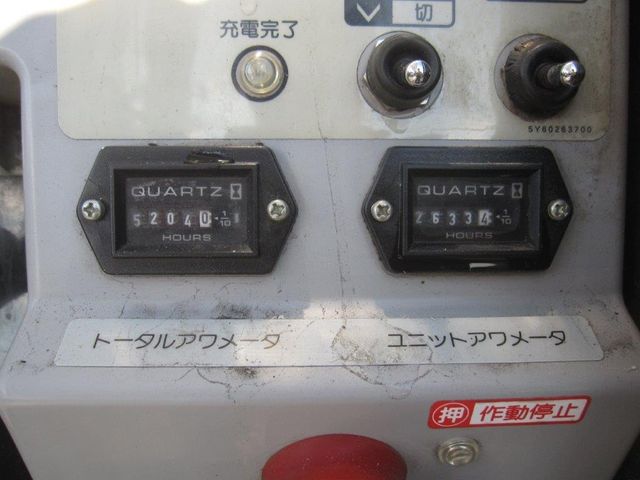 切
充電完了
5Y60263700
QUARTZ
52040 1/10
HOURS
QUARTZ
26334 1/10
HOURS
トータルアワメータ
ユニットアワメータ
押 作動停止